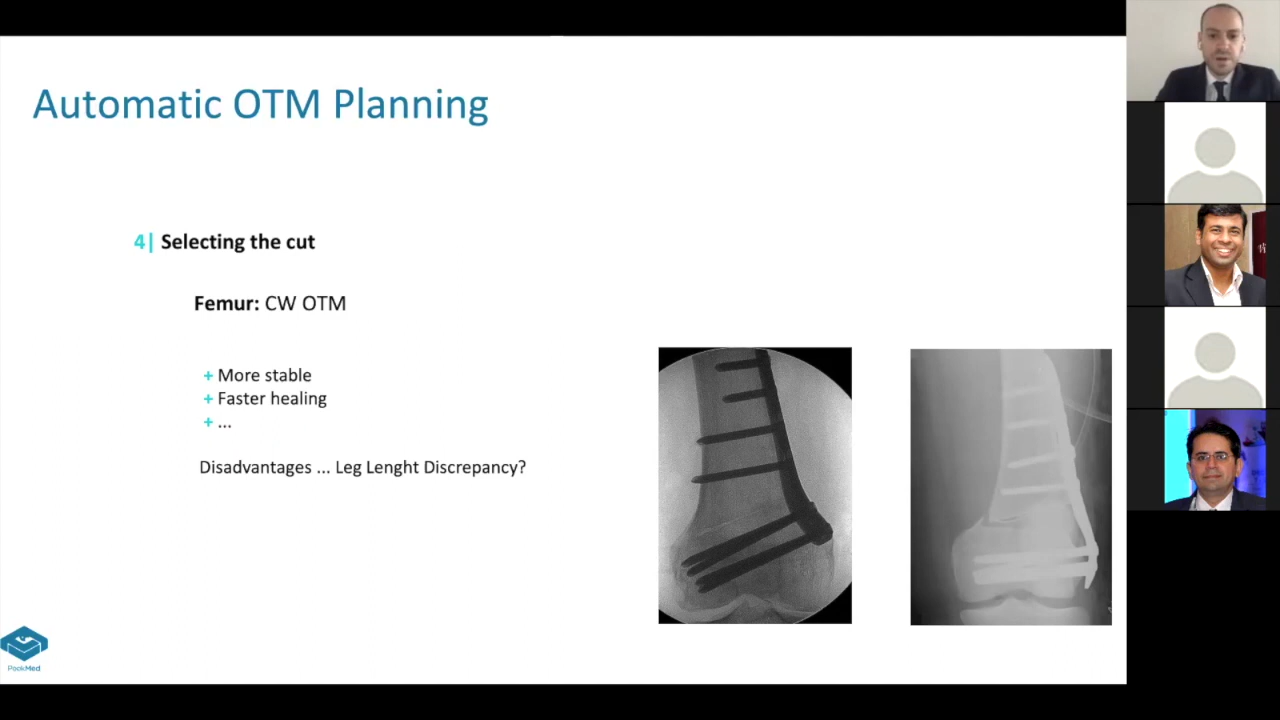 Automatic OTM Planning
4| Selecting the cut
Femur: CW OTM
+ More stable
+ Faster healing
+ ...
Disadvantages ... Leg Lenght Discrepancy?
PeekMed